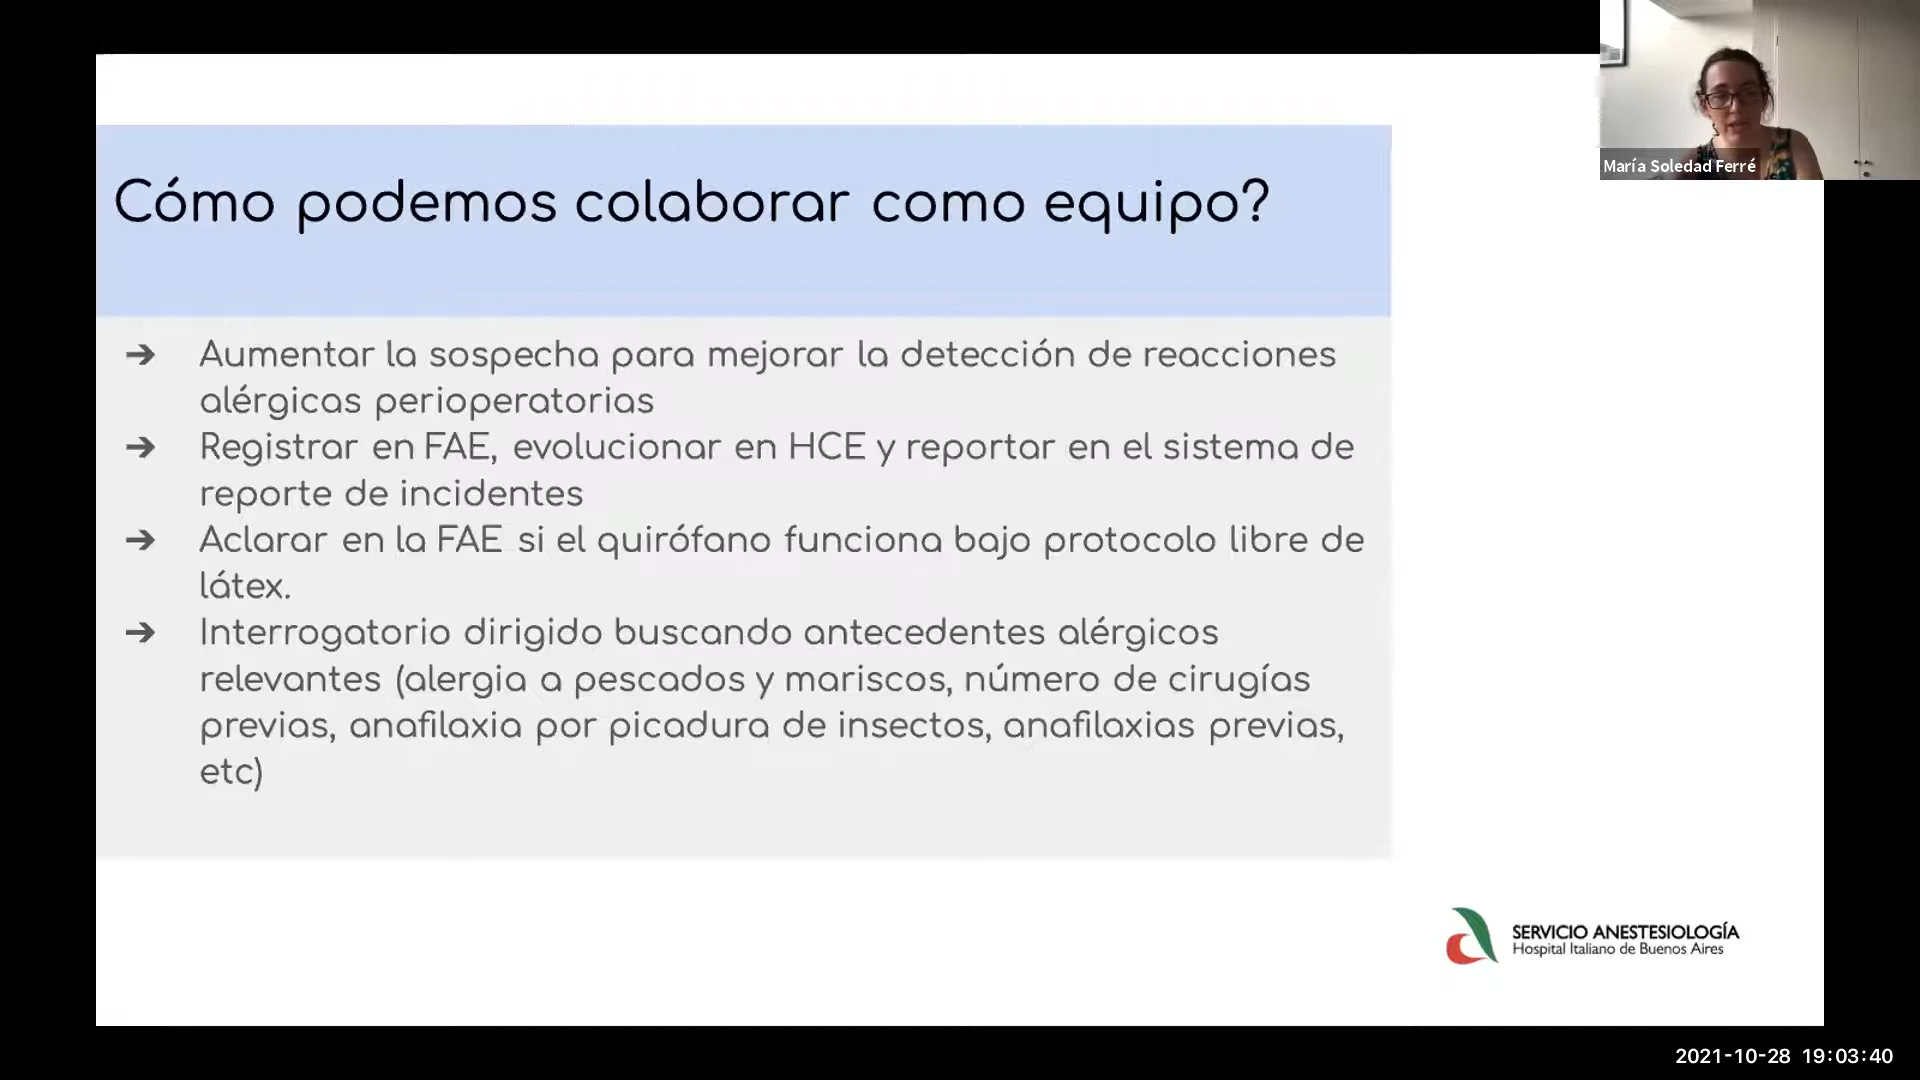 María Soledad Ferré
Cómo podemos colaborar como equipo?
➔ Aumentar la sospecha para mejorar la detección de reacciones
alérgicas perioperatorias
➔ Registrar en FAE, evolucionar en HCE y reportar en el sistema de
reporte de incidentes
➔ Aclarar en la FAE si el quirófano funciona bajo protocolo libre de
látex.
➔ Interrogatorio dirigido buscando antecedentes alérgicos
relevantes (alergia a pescados y mariscos, número de cirugías
previas, anafilaxia por picadura de insectos, anafilaxias previas,
etc)
SERVICIO ANESTESIOLOGÍA
Hospital Italiano de Buenos Aires
2021-10-28 19:03:40